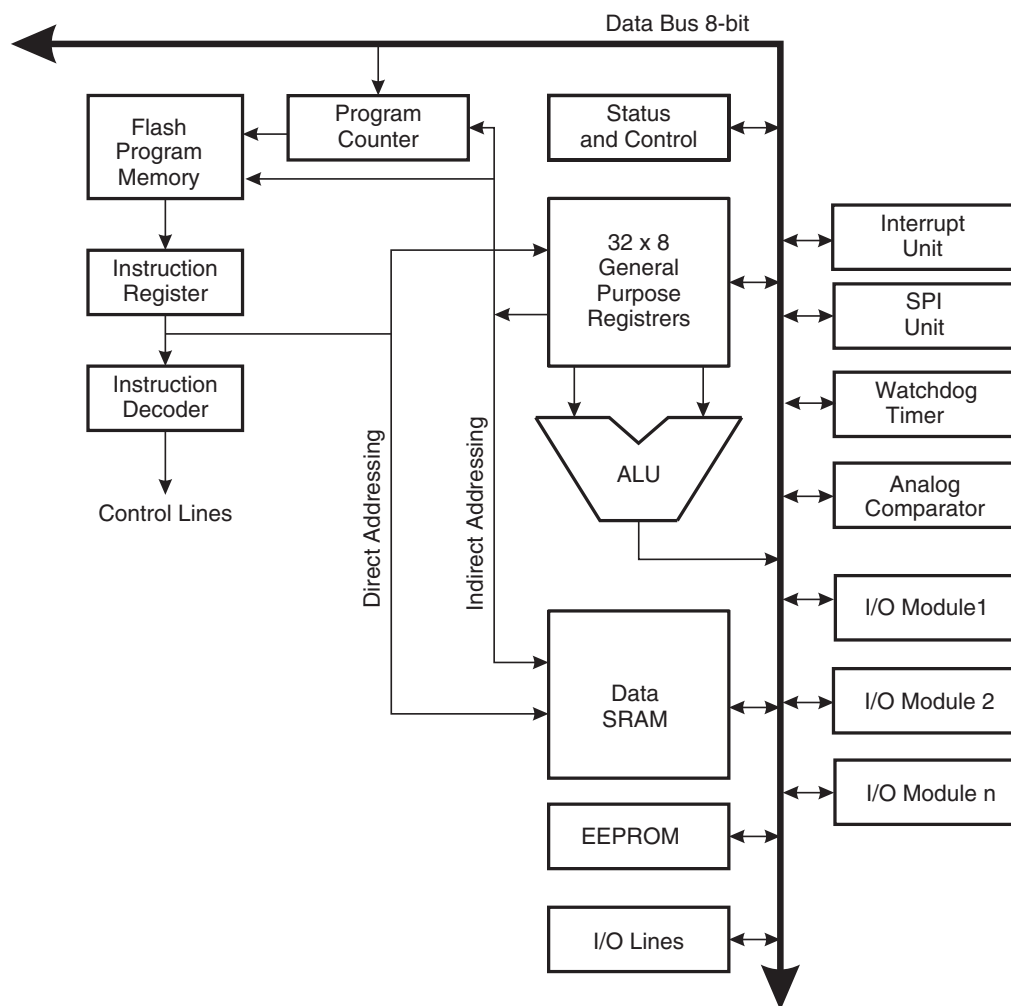 Data Bus 8-bit
Flash
Program
Memory
Program
Counter
Status
and Control
Interrupt
Unit
32 x 8
General
Purpose
Registrers
Instruction
Register
SPI
Unit
Instruction
Decoder
Watchdog
Timer
ALU
Analog
Comparator
Control Lines
Direct Addressing
Indirect Addressing
I/O Module1
Data
SRAM
I/O Module 2
I/O Module n
EEPROM
I/O Lines